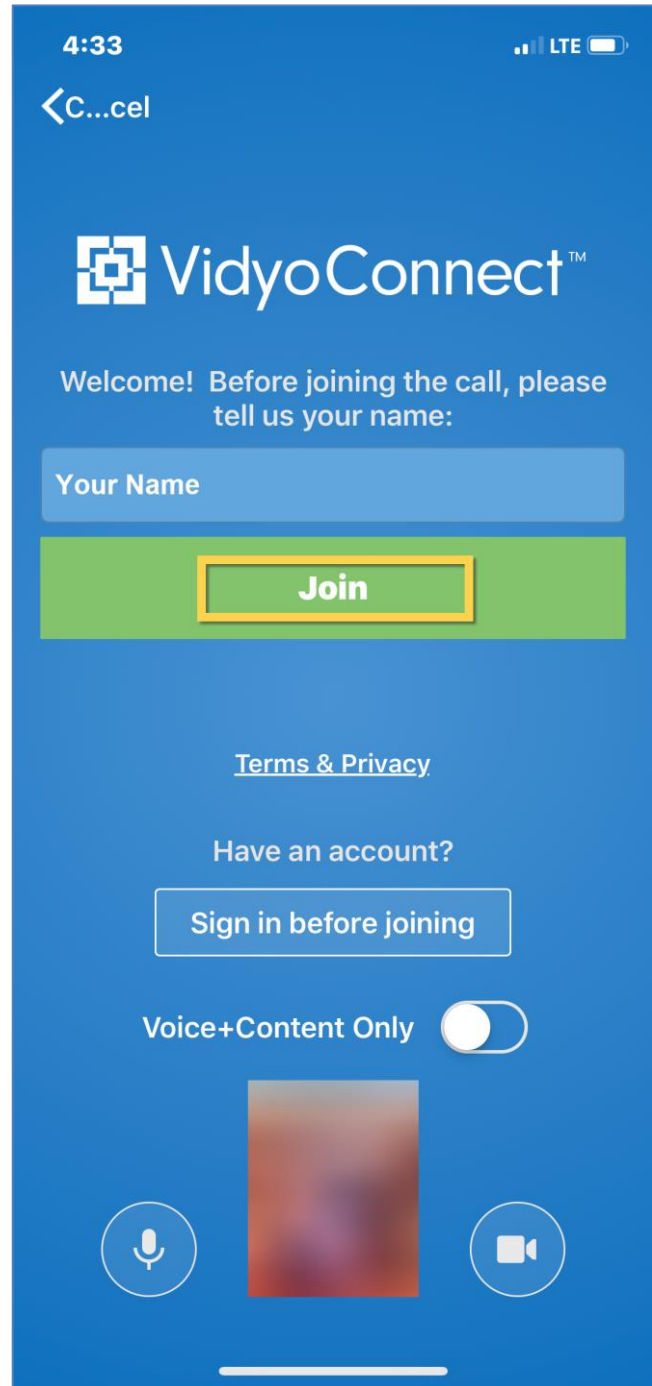 4:33
LTE
C...cel
VidyoConnect™
Welcome! Before joining the call, please
tell us your name:
Your Name
Join
Terms & Privacy
Have an account?
Sign in before joining
Voice+Content Only